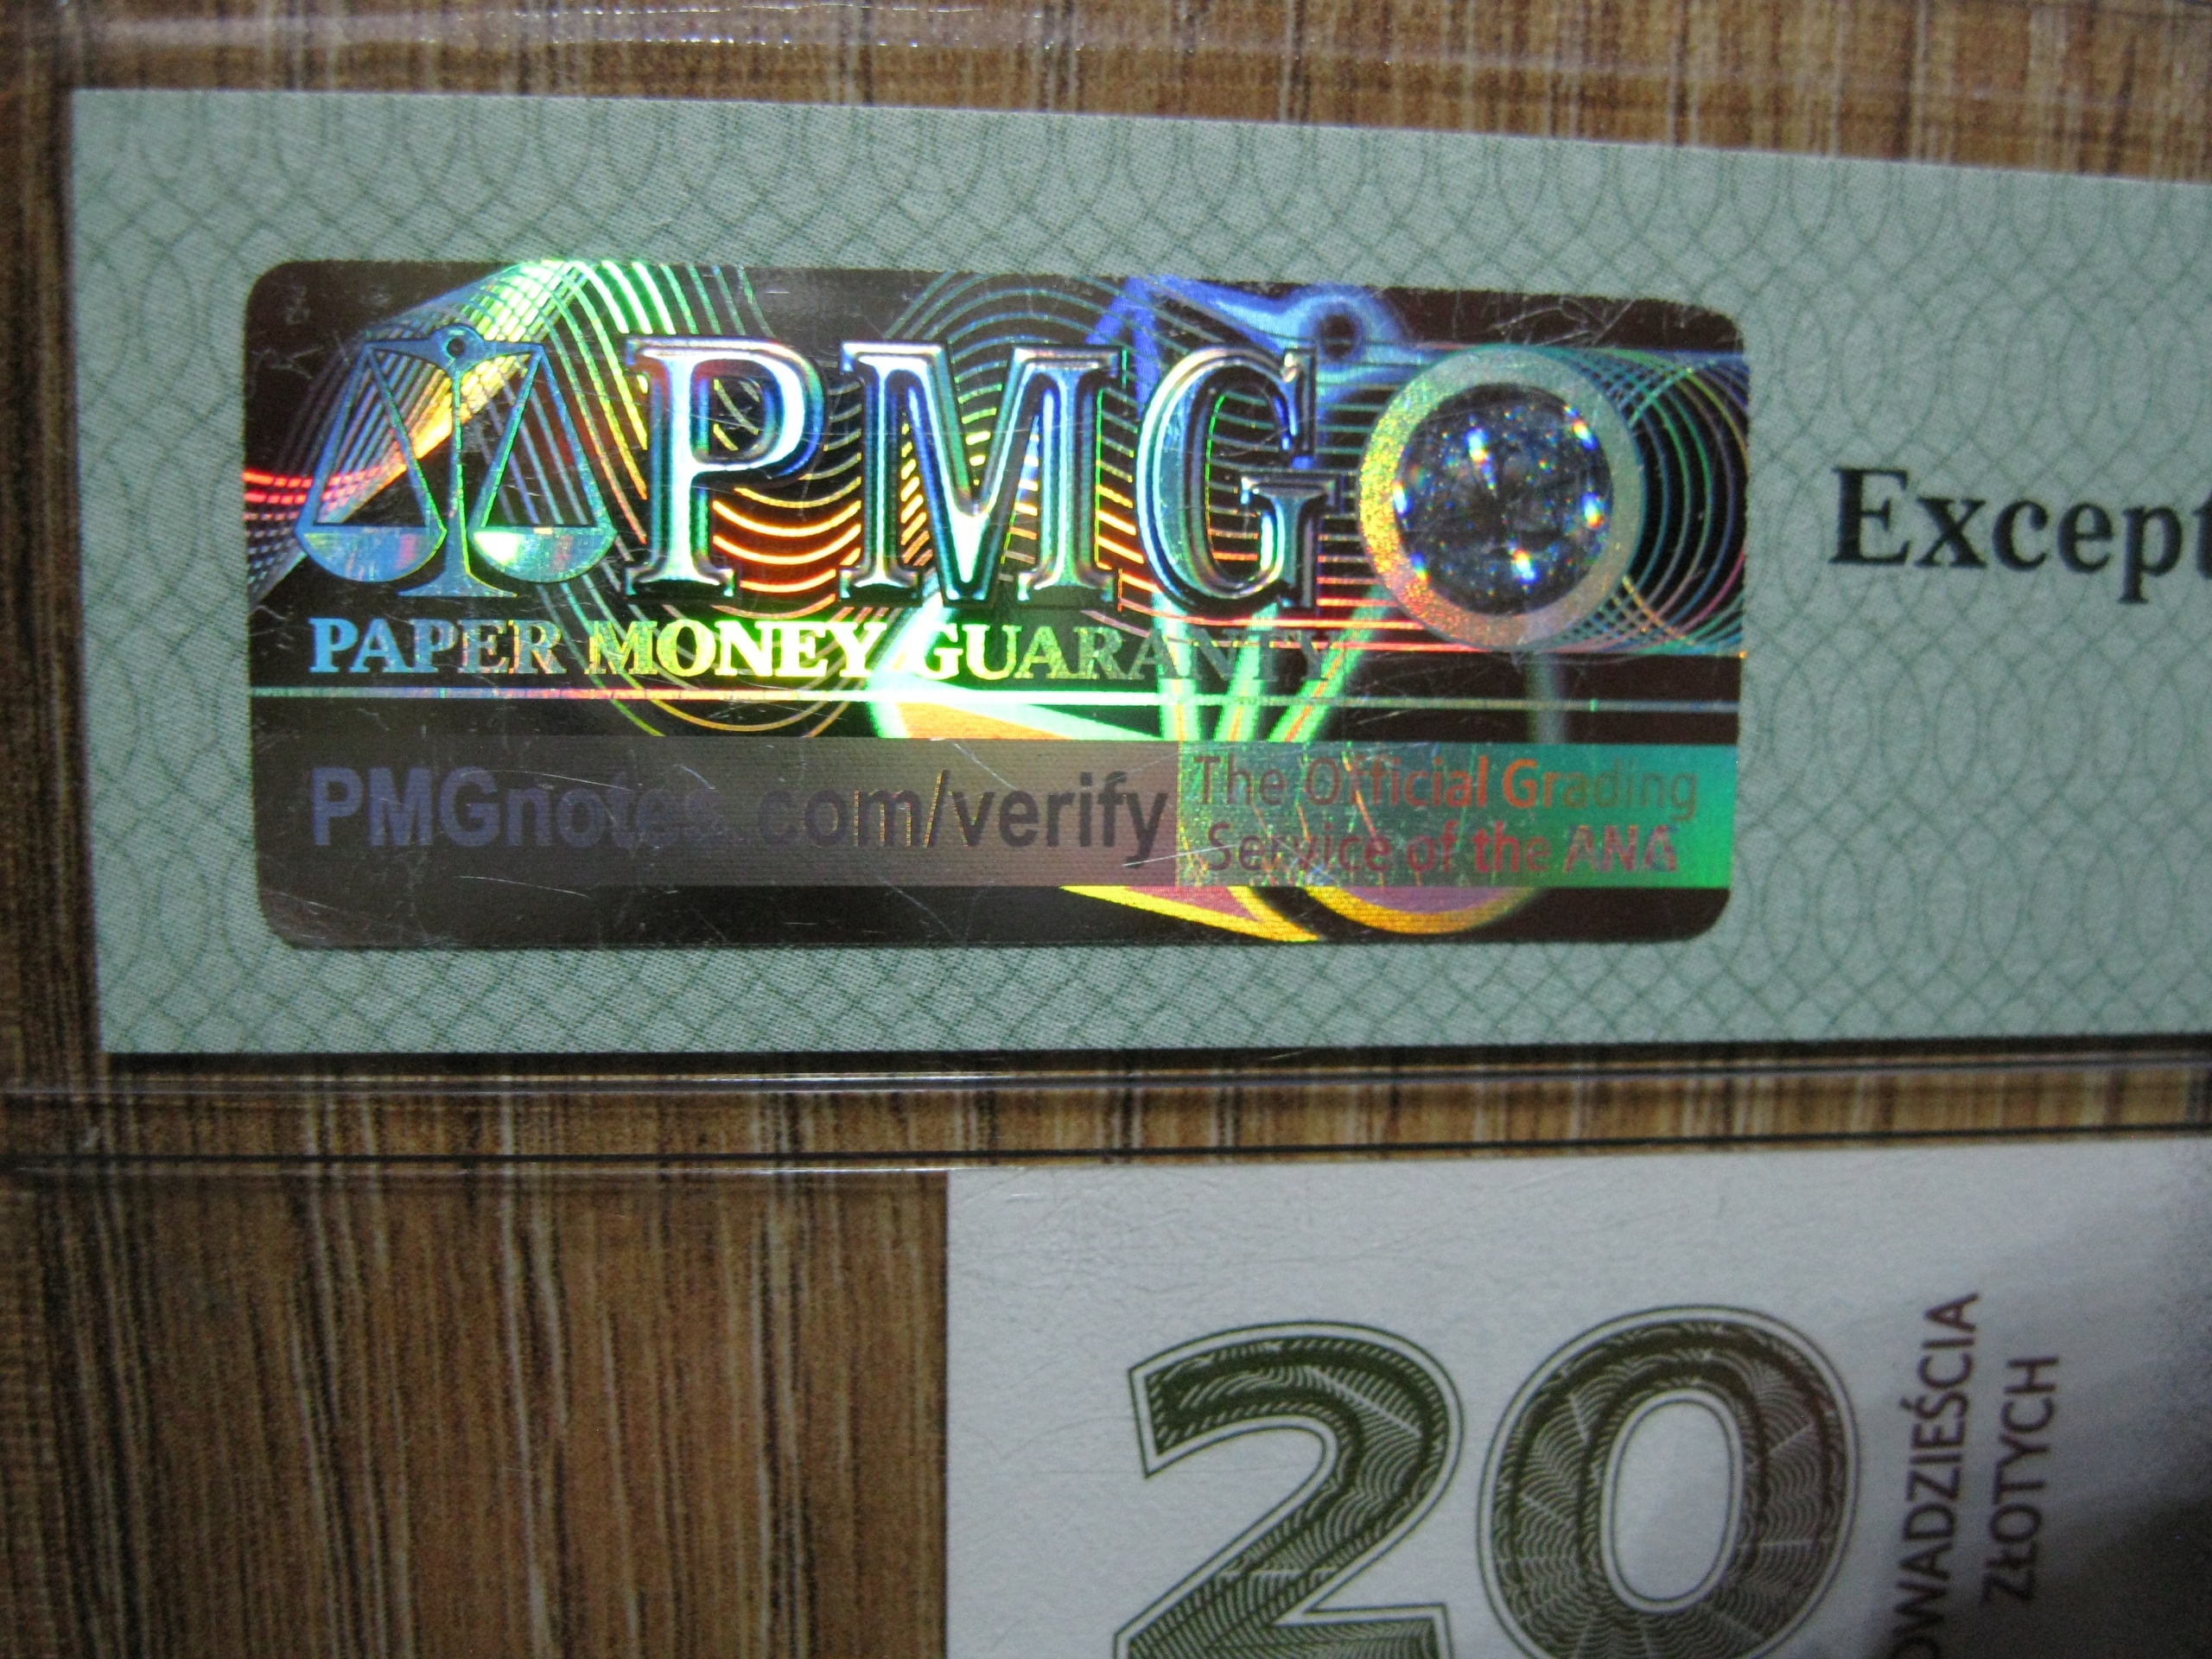 PMG
PAPER MONEY GUARANTY
PMGnotes.com/verify
The Official Grading
Service of the ANA
Except
20
DWADZIEŚCIA
ZŁOTYCH